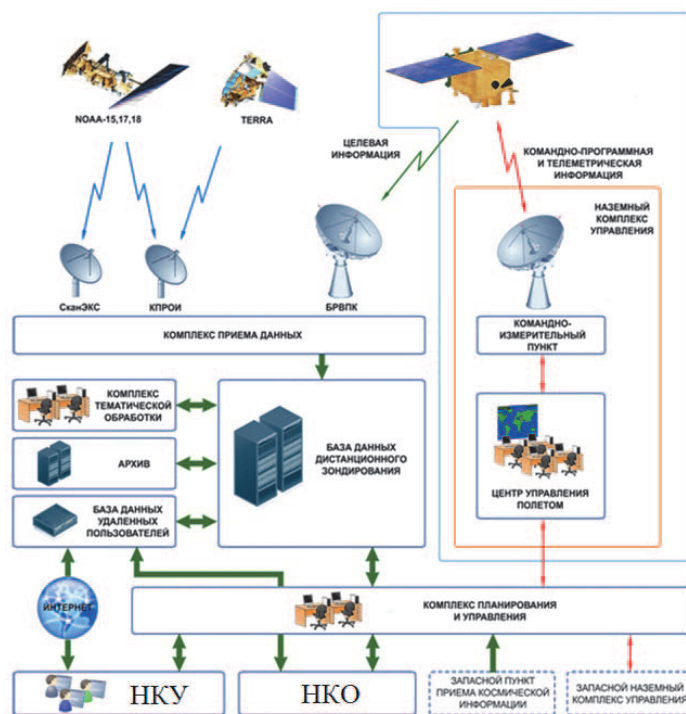 NOAA-15,17,18
TERRA
ЦЕЛЕВАЯ
ИНФОРМАЦИЯ
КОМАНДНО-ПРОГРАММНАЯ
И ТЕЛЕМЕТРИЧЕСКАЯ
ИНФОРМАЦИЯ
НАЗЕМНЫЙ
КОМПЛЕКС
УПРАВЛЕНИЯ
СканЭКС
КПРОИ
БРВПК
КОМПЛЕКС ПРИЕМА ДАННЫХ
КОМАНДНО-
ИЗМЕРИТЕЛЬНЫЙ
ПУНКТ
КОМПЛЕКС
ТЕМАТИЧЕСКОЙ
ОБРАБОТКИ
АРХИВ
БАЗА ДАННЫХ
УДАЛЕННЫХ
ПОЛЬЗОВАТЕЛЕЙ
БАЗА ДАННЫХ
ДИСТАНЦИОННОГО
ЗОНДИРОВАНИЯ
ЦЕНТР УПРАВЛЕНИЯ
ПОЛЕТОМ
ИНТЕРНЕТ
КОМПЛЕКС ПЛАНИРОВАНИЯ
И УПРАВЛЕНИЯ
НКУ
НКО
ЗАПАСНОЙ ПУНКТ
ПРИЕМА КОСМИЧЕСКОЙ
ИНФОРМАЦИИ
ЗАПАСНОЙ НАЗЕМНЫЙ
КОМПЛЕКС УПРАВЛЕНИЯ